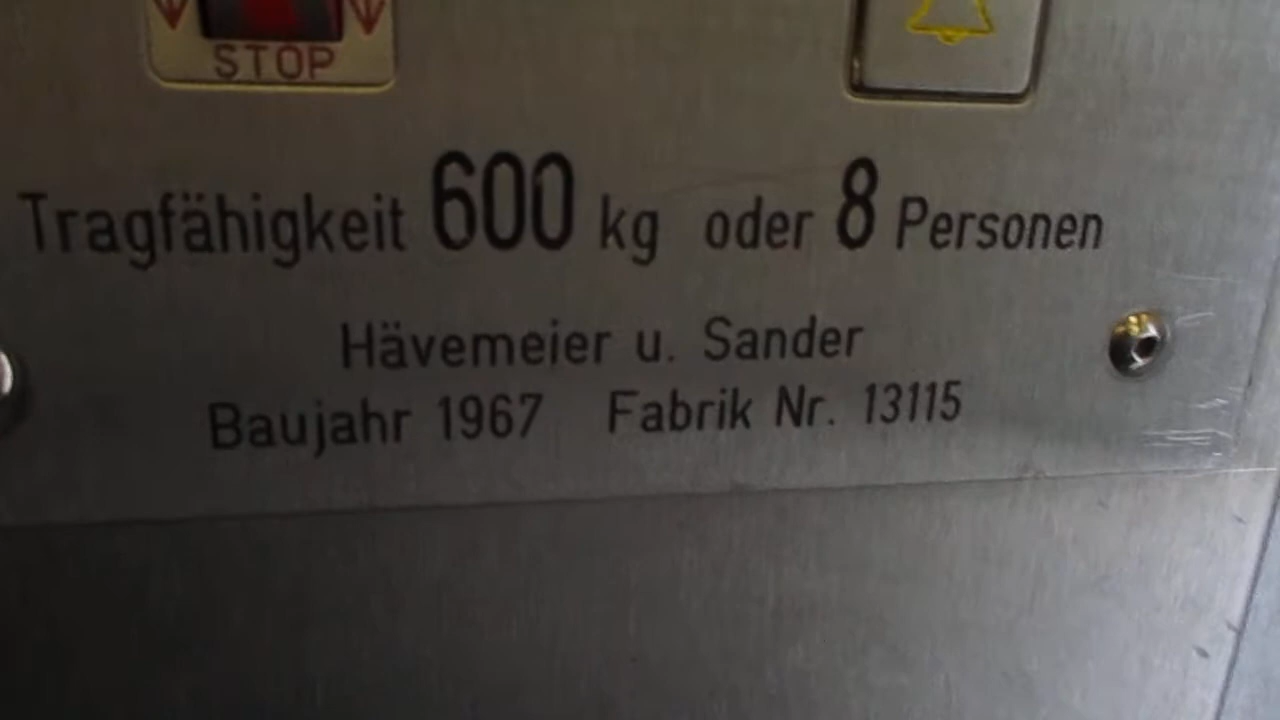 STOP
Tragfähigkeit 600 kg oder 8 Personen
Hävemeier u. Sander
Baujahr 1967 Fabrik Nr. 13115